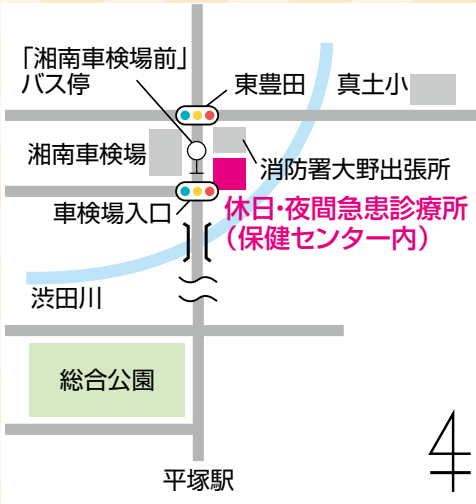 「湘南車検場前」
バス停
東豊田
真土小
湘南車検場
消防署大野出張所
車検場入口
休日・夜間急患診療所
（保健センター内）
渋田川
総合公園
平塚駅